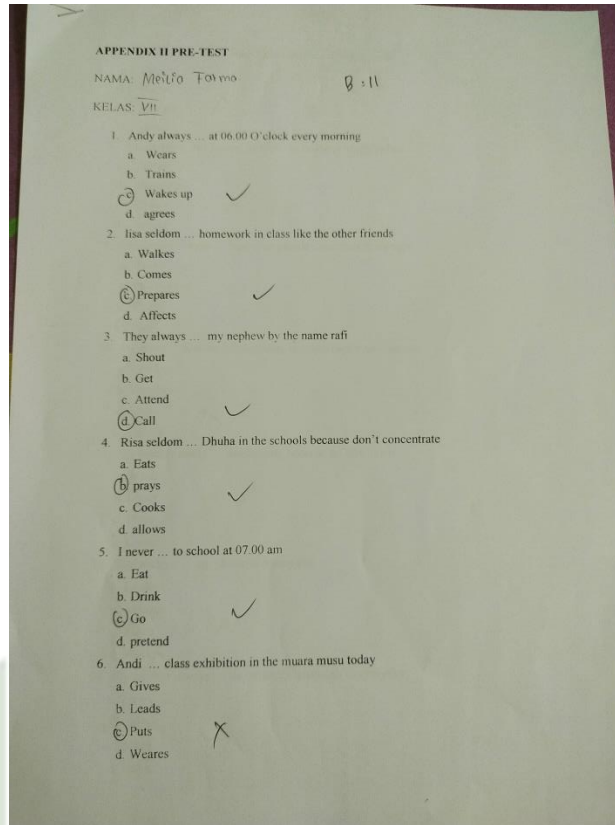 APPENDIX II PRE-TEST
NAMA: Meilia
B : 11
KELAS: VII
1. Andy always ... at 06.00 O'clock every morning
a. Wears
b. Trains
c. Wakes up
d. agrees
2. lisa seldom ... homework in class like the other friends
a. Walkes
b. Comes
c. Prepares
d. Affects
3. They always ... my nephew by the name rafi
a. Shout
b. Get
c. Attend
d. Call
4. Risa seldom ... Dhuha in the schools because don't concentrate
a. Eats
b. prays
c. Cooks
d. allows
5. I never ... to school at 07.00 am
a. Eat
b. Drink
c. Go
d. pretend
6. Andi ... class exhibition in the muara musu today
a. Gives
b. Leads
c. Puts
d. Weares